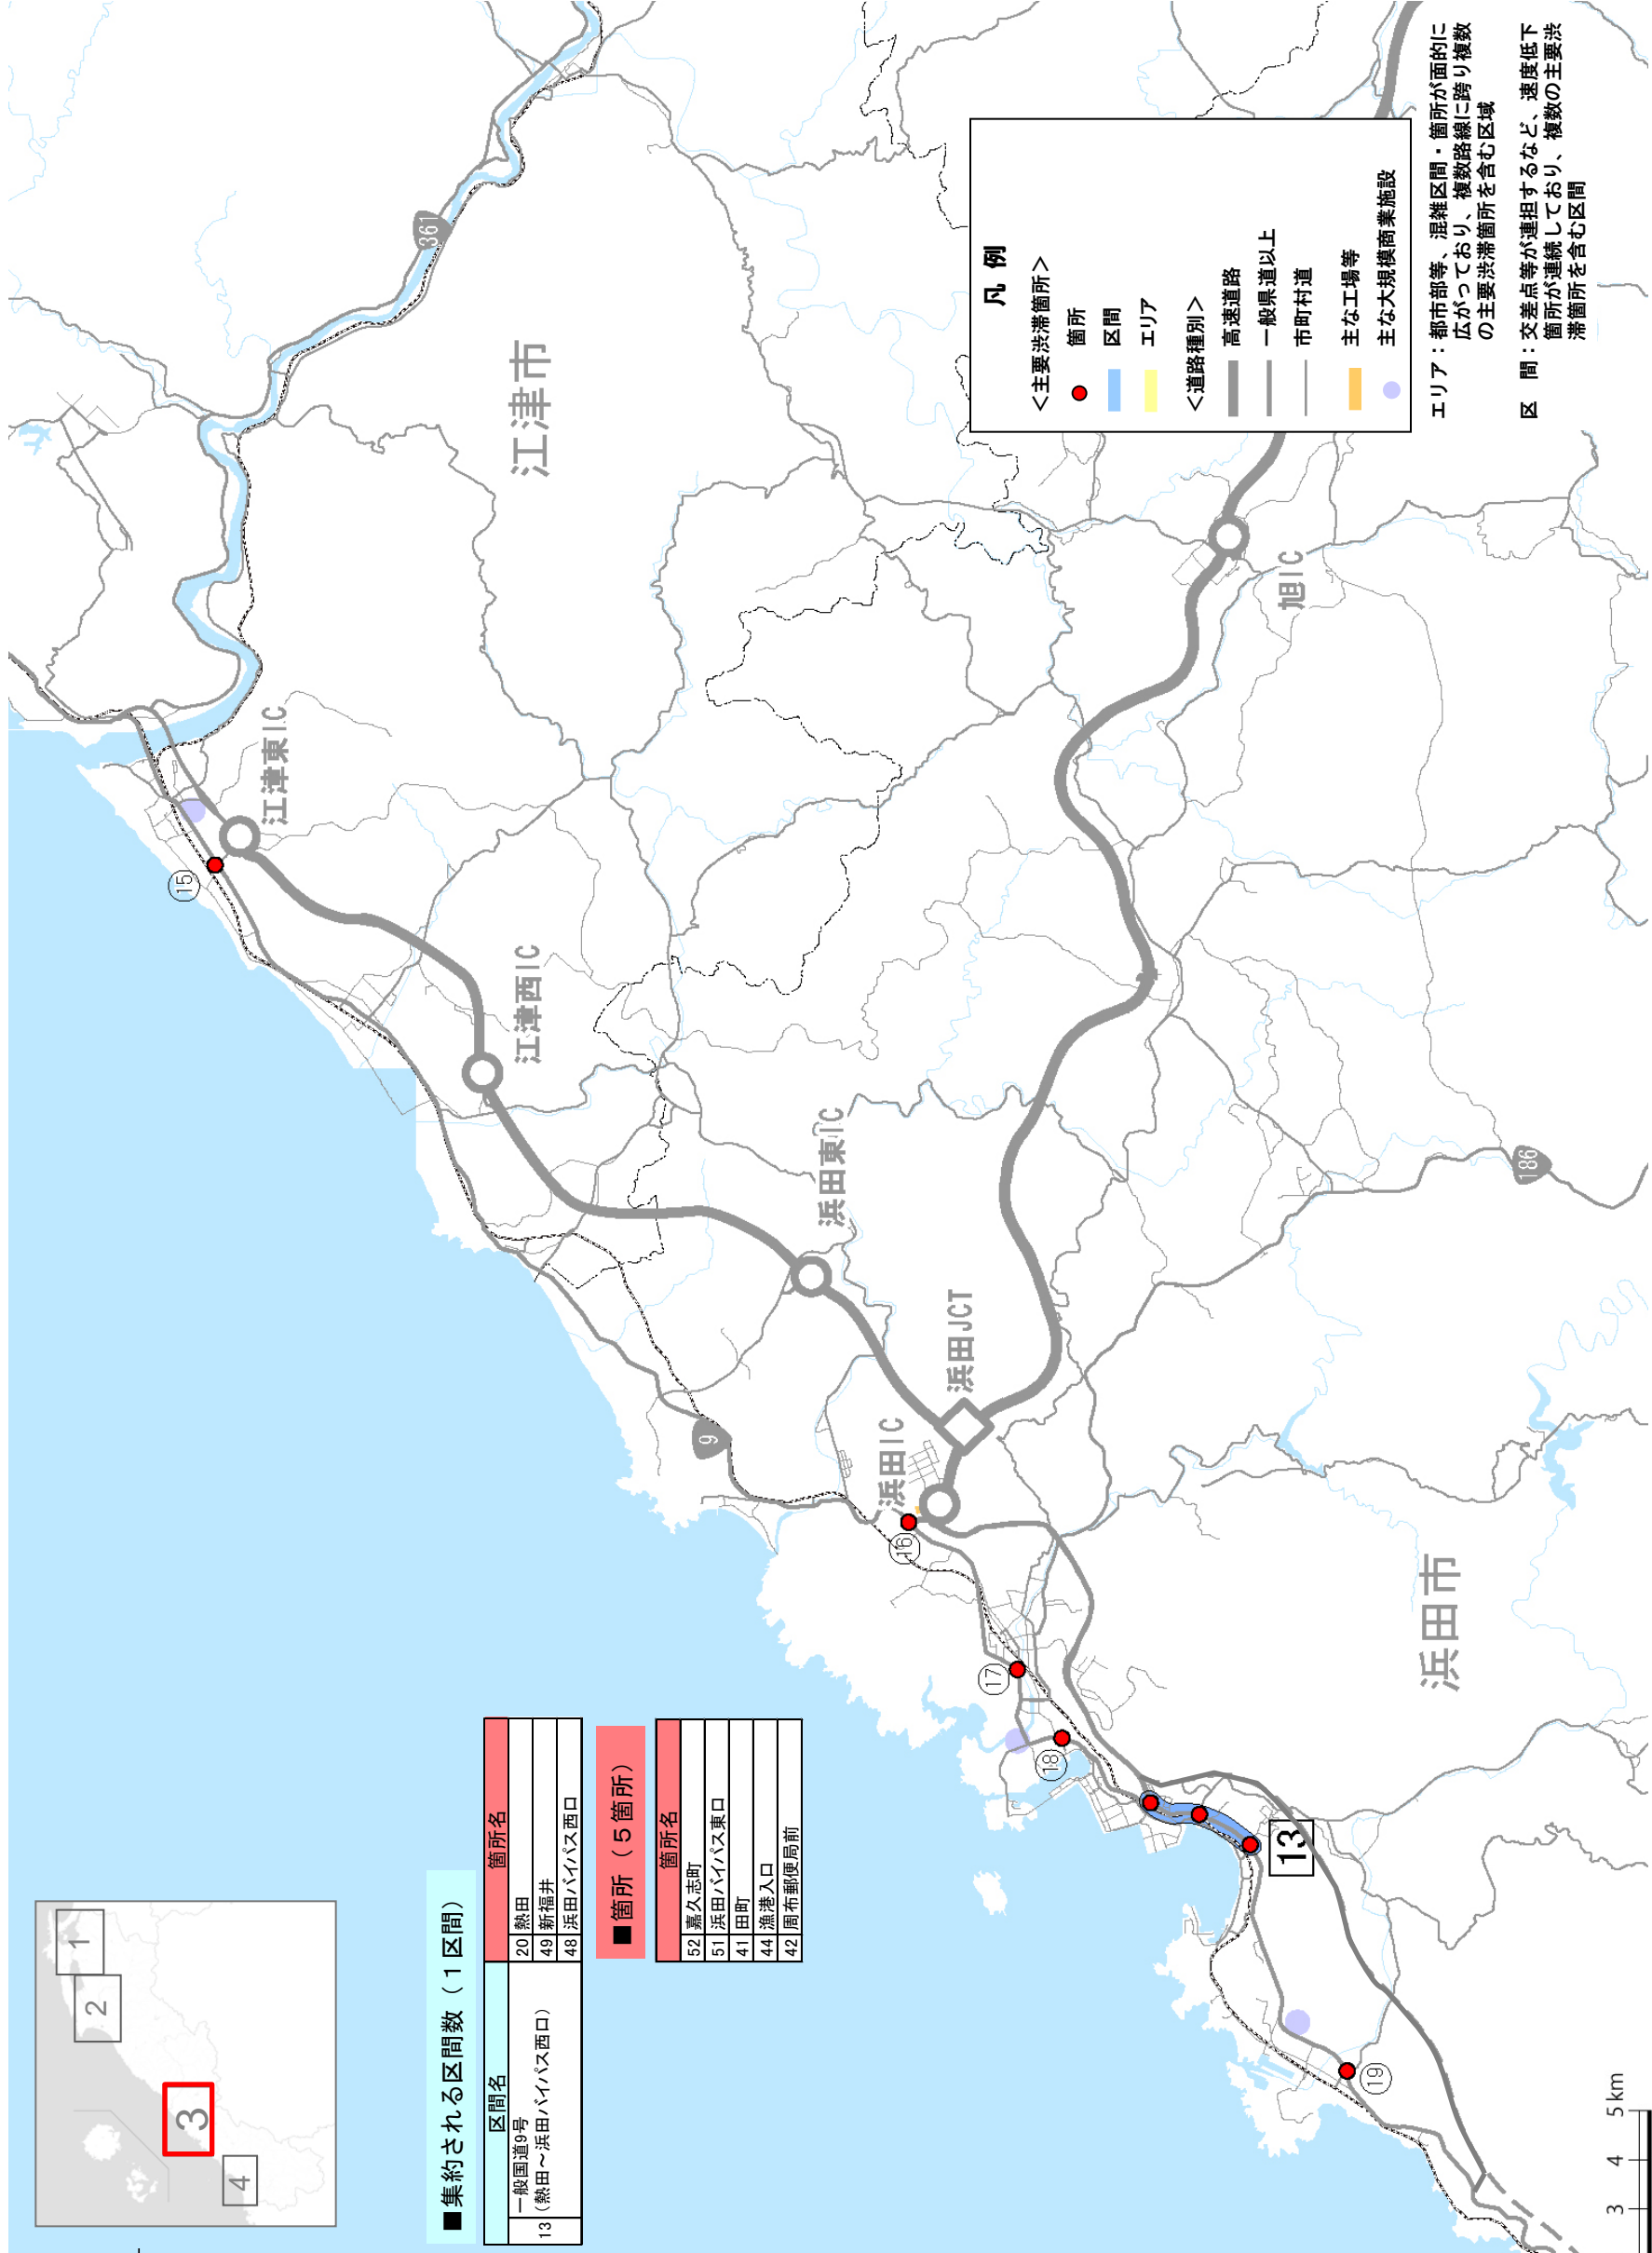 1
2
3
4
■集約される区間数（1区間）
区間名
箇所名
13
一般国道9号
（熱田～浜田バイパス西口）
20 熱田
49 新福井
48 浜田バイパス西口
■箇所（5箇所）
箇所名
52 嘉久志町
51 浜田バイパス東口
41 田町
44 漁港入口
42 周布郵便局前
15
江津東IC
江津西IC
361
江津市
浜田東IC
9
浜田JCT
浜田IC
16
17
18
13
19
浜田市
186
旭IC
凡 例
＜主要渋滞箇所＞
箇所
区間
エリア
＜道路種別＞
高速道路
一般県道以上
市町村道
主な工場等
主な大規模商業施設
エリア：都市部等、混雑区間・箇所が面的に
広がっており、複数路線に跨り複数
の主要渋滞箇所を含む区域
区　間：交差点等が連担するなど、速度低下
箇所が連続しており、複数の主要渋
滞箇所を含む区間
3 4 5km